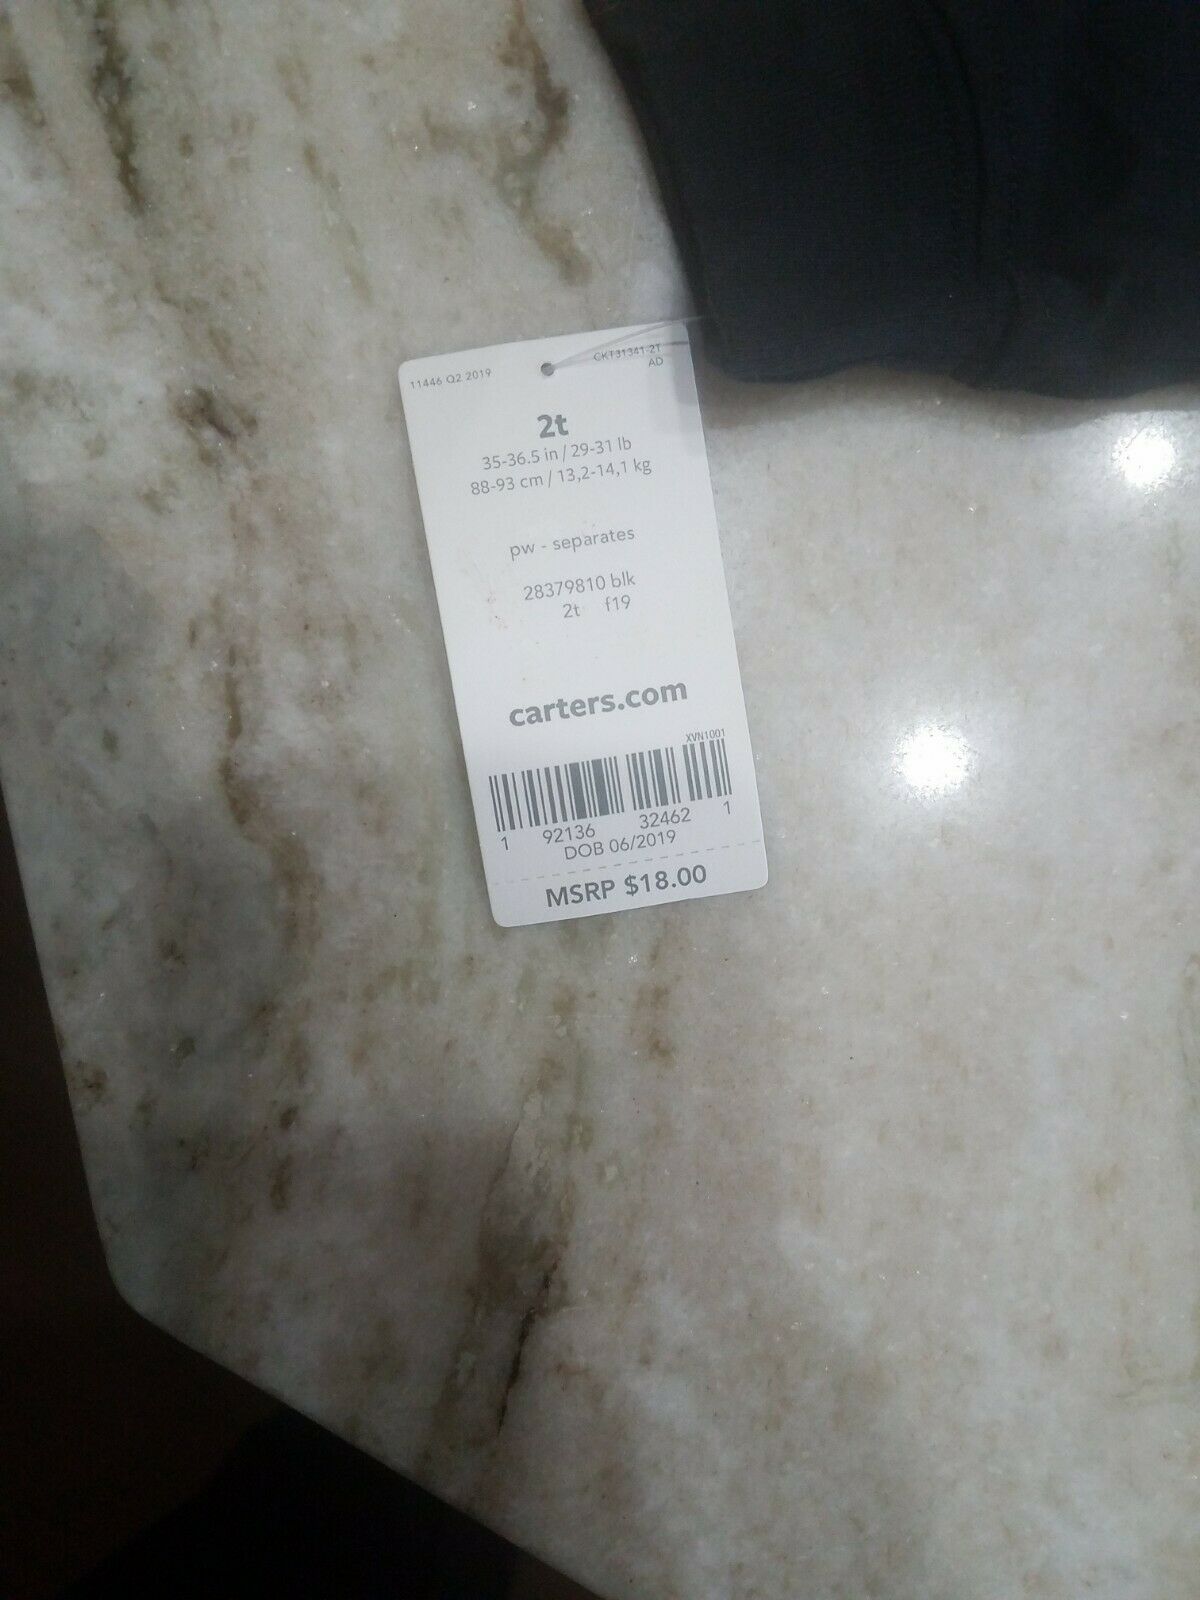 11446 Q2 2019
CKT31341-2T
AD
2t
35-36.5 in / 29-31 lb
88-93 cm / 13,2-14,1 kg
pw - separates
28379810 blk
2t f19
carters.com
XVN1001
1 92136 32462 1
DOB 06/2019
MSRP $18.00